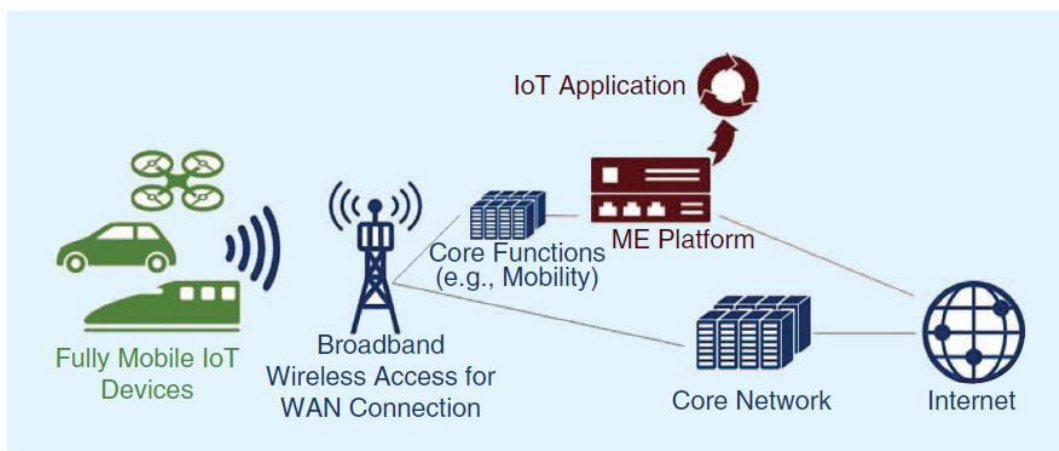 IoT Application
ME Platform
Core Functions
(e.g., Mobility)
Fully Mobile IoT
Devices
Broadband
Wireless Access for
WAN Connection
Core Network
Internet